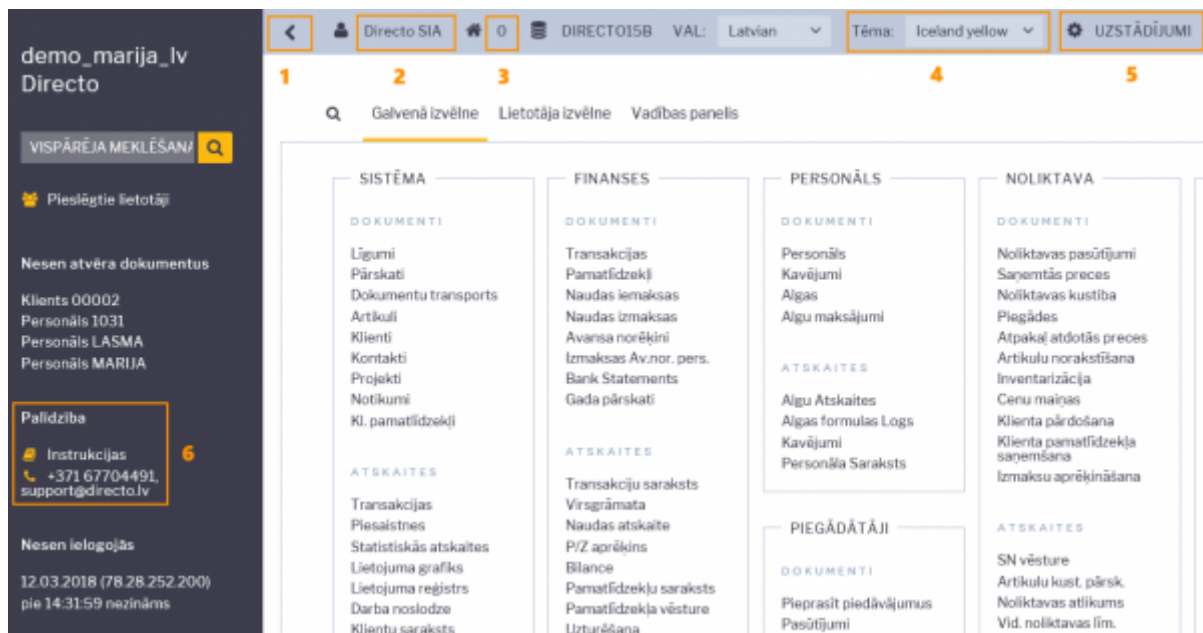 demo_marija_lv
Directo
VISPĀRĒJA MEKLĒŠANA
Pieslēgtie lietotāji
Nesen atvēra dokumentus
Klients 00002
Personāls 1031
Personāls LASMA
Personāls MARIJA
Palīdzība
Instrukcijas
+371 67704491,
support@directo.lv
6
Nesen ielogojās
12.03.2018 (78.28.252.200)
pie 14:31:59 nezināms
Directo SIA
0
DIRECTO15B
VAL:
Latvian
Tēma:
Iceland yellow
UZSTĀDĪJUMI
1
2
3
4
5
Galvenā izvēlne
Lietotāja izvēlne
Vadības panelis
SISTĒMA
DOKUMENTI
Līgumi
Pārskati
Dokumentu transports
Artikuli
Klienti
Kontakti
Projekti
Notikumi
Kl. pamatlīdzekļi
ATSKAITES
Transakcijas
Piesaistnes
Statistiskās atskaites
Lietojuma grafiks
Lietojuma reģistrs
Darba noslodze
Klientu saraksts
FINANSES
DOKUMENTI
Transakcijas
Pamatlīdzekļi
Naudas iemaksas
Naudas izmaksas
Avansa norēķini
Izmaksas Av.nor. pers.
Bank Statements
Gada pārskati
ATSKAITES
Transakciju saraksts
Virsgrāmata
Naudas atskaite
P/Z aprēķins
Bilance
Pamatlīdzekļu saraksts
Pamatlīdzekļa vēsture
Uzturēšana
PERSONĀLS
DOKUMENTI
Personāls
Kavējumi
Algas
Algu maksājumi
ATSKAITES
Algu Atskaites
Algas formulas Logs
Kavējumi
Personāla Saraksts
PIEGĀDĀTĀJI
DOKUMENTI
Pieprasīt piedāvājumus
Pasūtījumi
NOLIKTAVA
DOKUMENTI
Noliktavas pasūtījumi
Saņemtās preces
Noliktavas kustība
Piegādes
Atpakaļ atdotās preces
Artikulu norakstīšana
Inventarizācija
Cenu maiņas
Klienta pārdošana
Klienta pamatlīdzekļa
saņemšana
Izmaksu aprēķināšana
ATSKAITES
SN vēsture
Artikulu kust. pārsk.
Noliktavas atlikums
Vid. noliktavas līm.